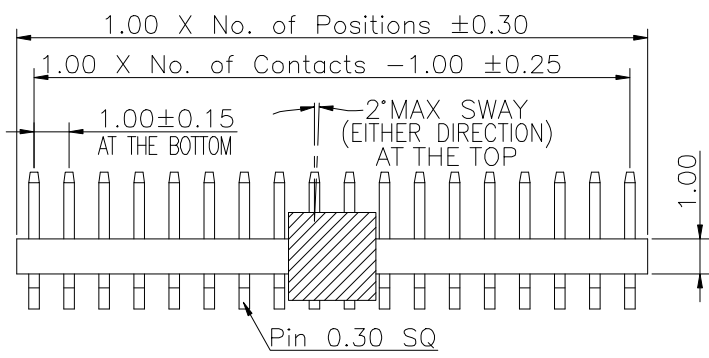 1.00 X No. of Positions ±0.30
1.00 X No. of Contacts -1.00 ±0.25
1.00±0.15
AT THE BOTTOM
2°MAX SWAY
(EITHER DIRECTION)
AT THE TOP
1.00
Pin 0.30 SQ